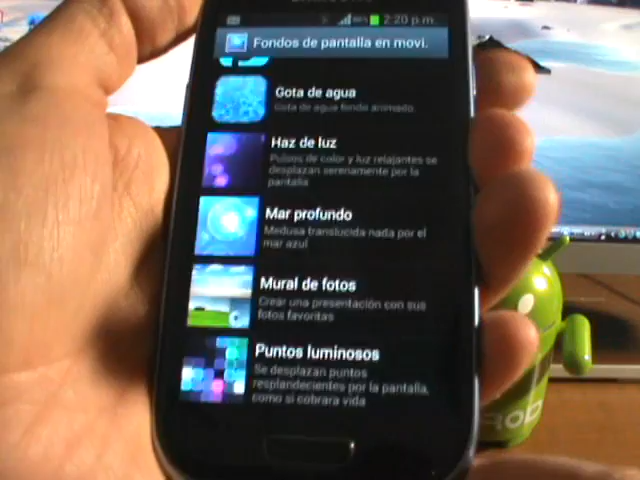 2:20 p.m.
Fondos de pantalla en movi.
Gota de agua
Gota de agua fondo animado.
Haz de luz
Pulsos de color y luz relajantes se
desplazan serenamente por la
pantalla
Mar profundo
Medusa translucida nada por el
mar azul
Mural de fotos
Crear una presentación con sus
fotos favoritas
Puntos luminosos
Se desplazan puntos
resplandecientes por la pantalla,
como si cobrara vida